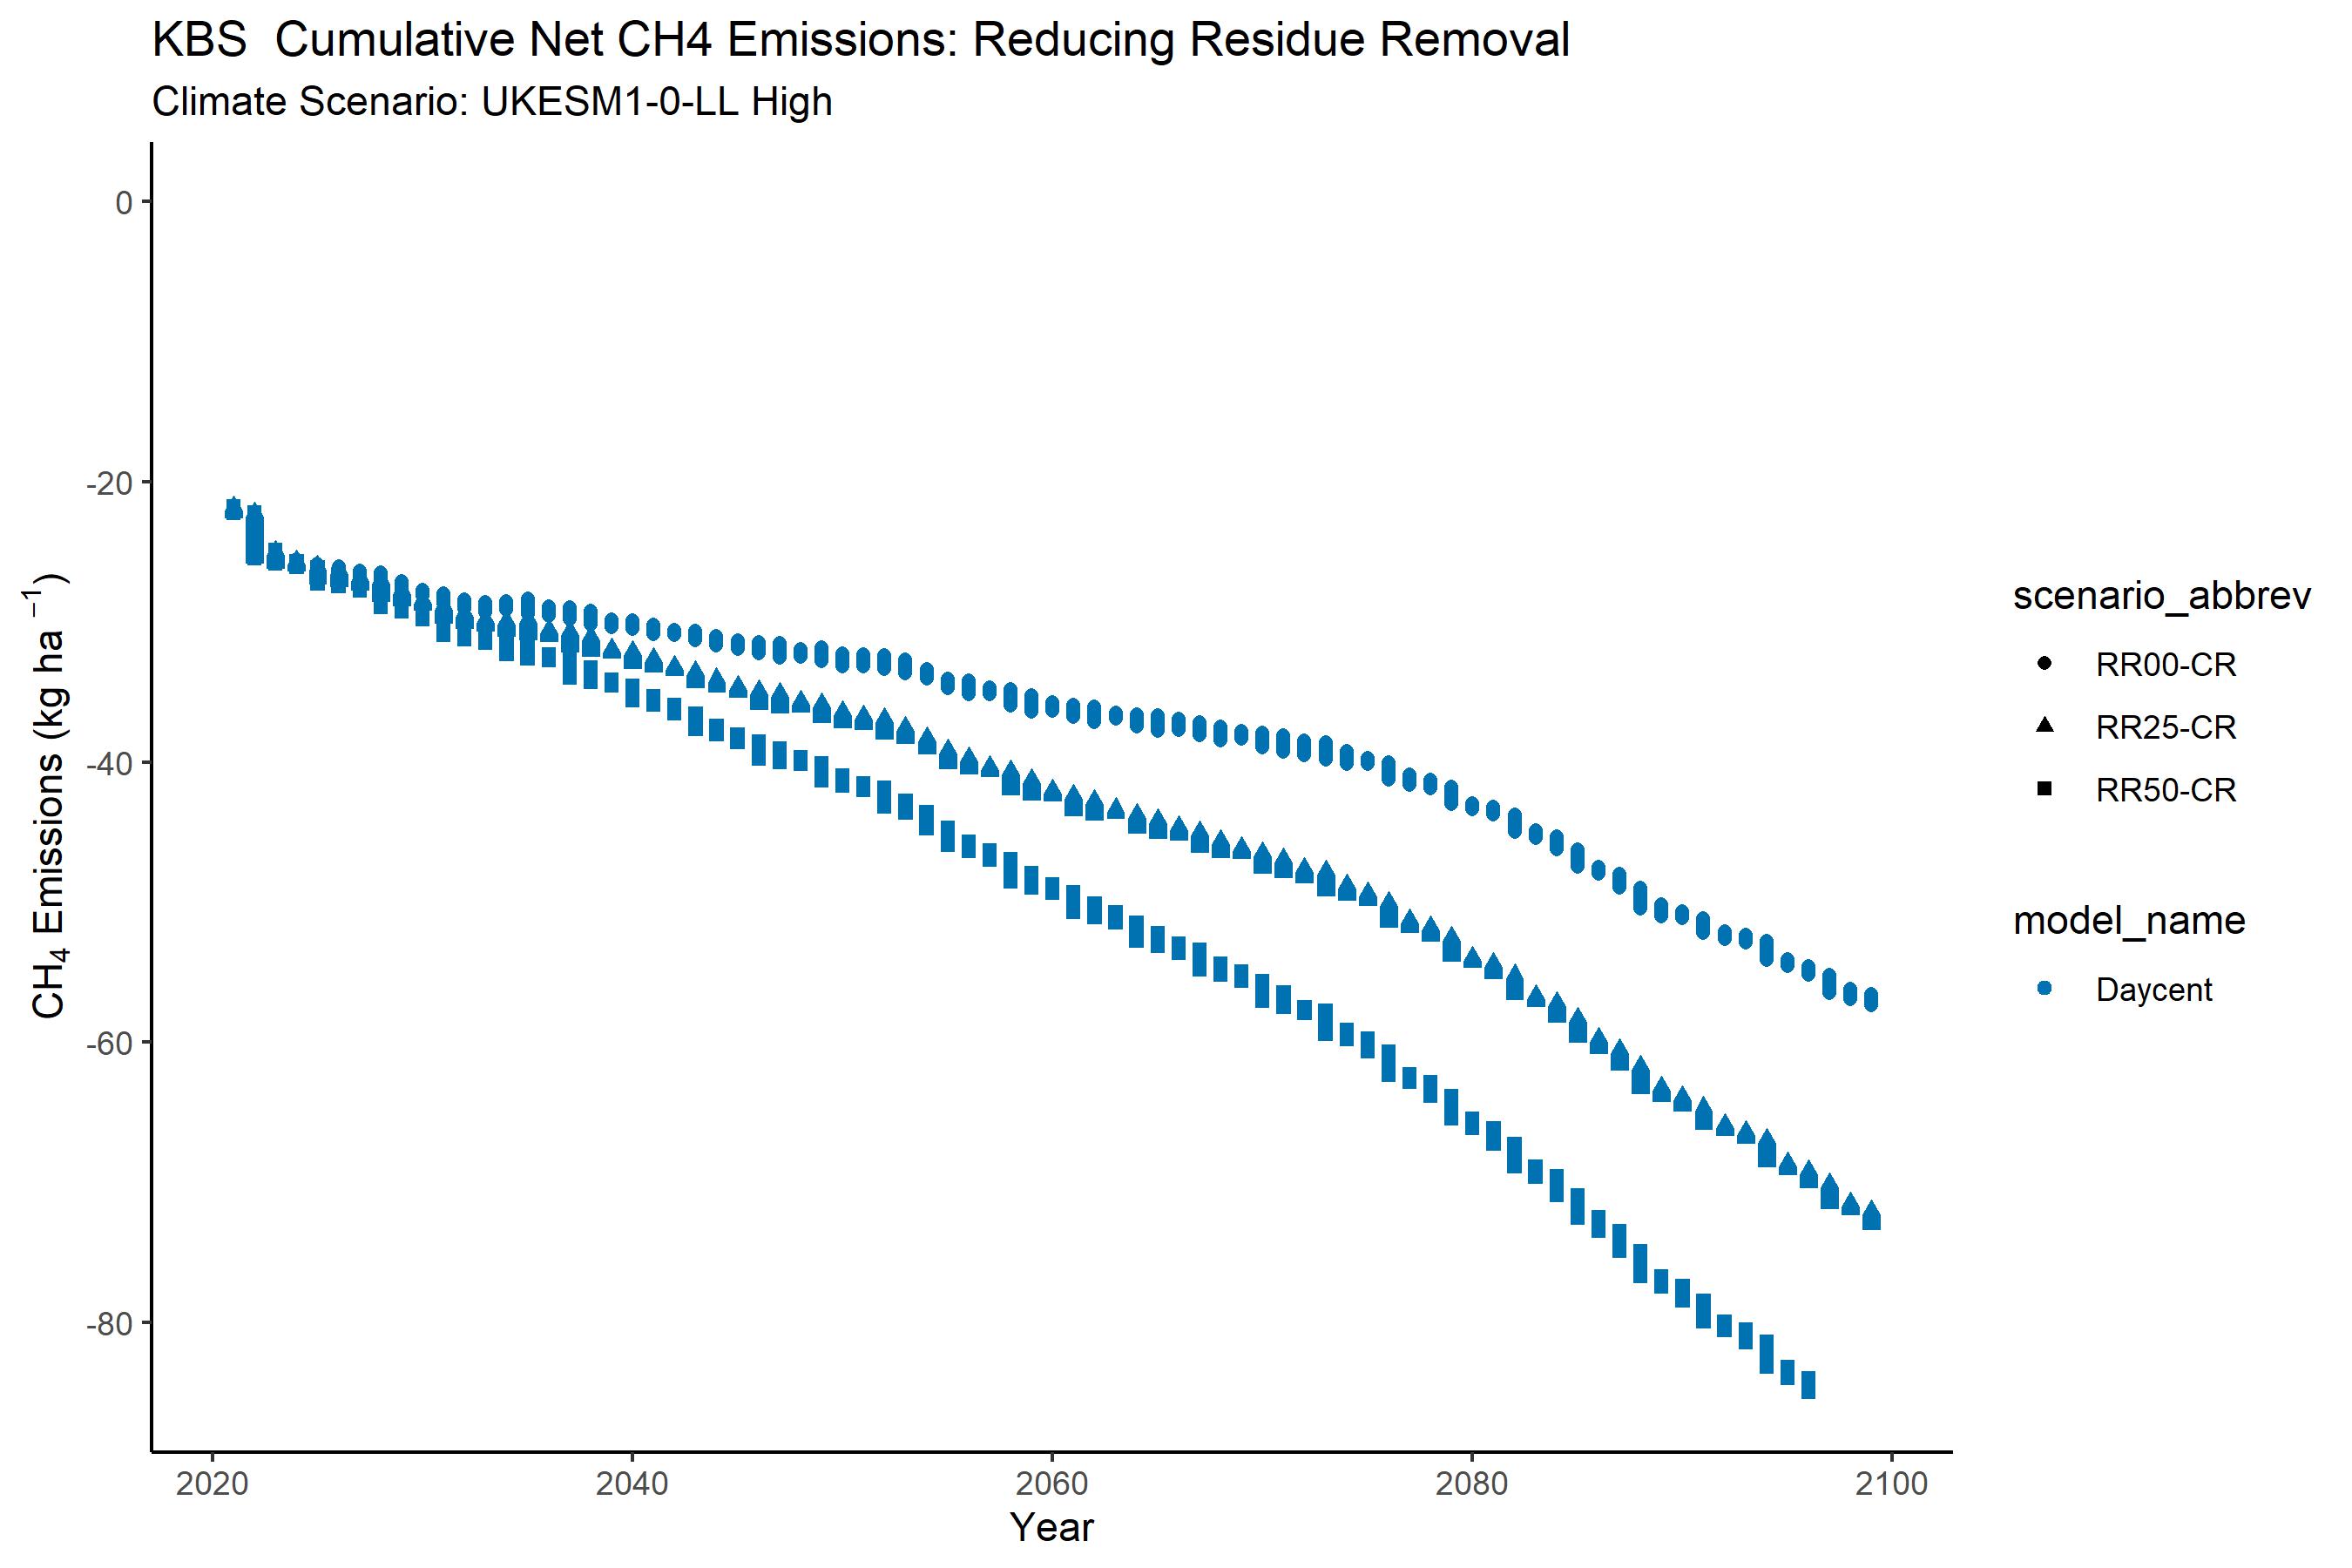 KBS  Cumulative Net CH4 Emissions: Reducing Residue Removal
Climate Scenario: UKESM1-0-LL High
CH₄ Emissions (kg ha ⁻¹)
0
-20
-40
-60
-80
2020 2040 2060 2080 2100
Year
scenario_abbrev
RR00-CR
RR25-CR
RR50-CR
model_name
Daycent